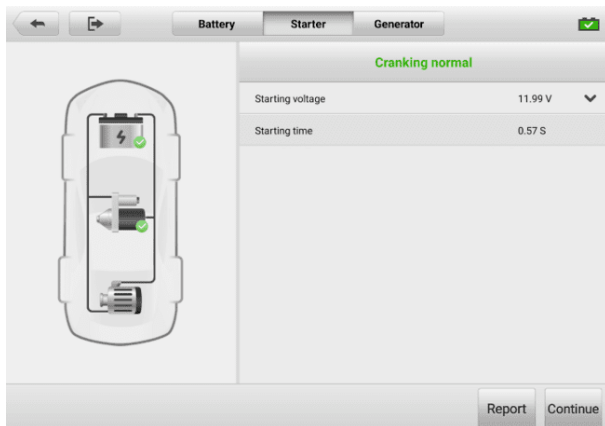 Battery Starter Generator
Cranking normal
Starting voltage 11.99 V
Starting time 0.57 S
Report Continue